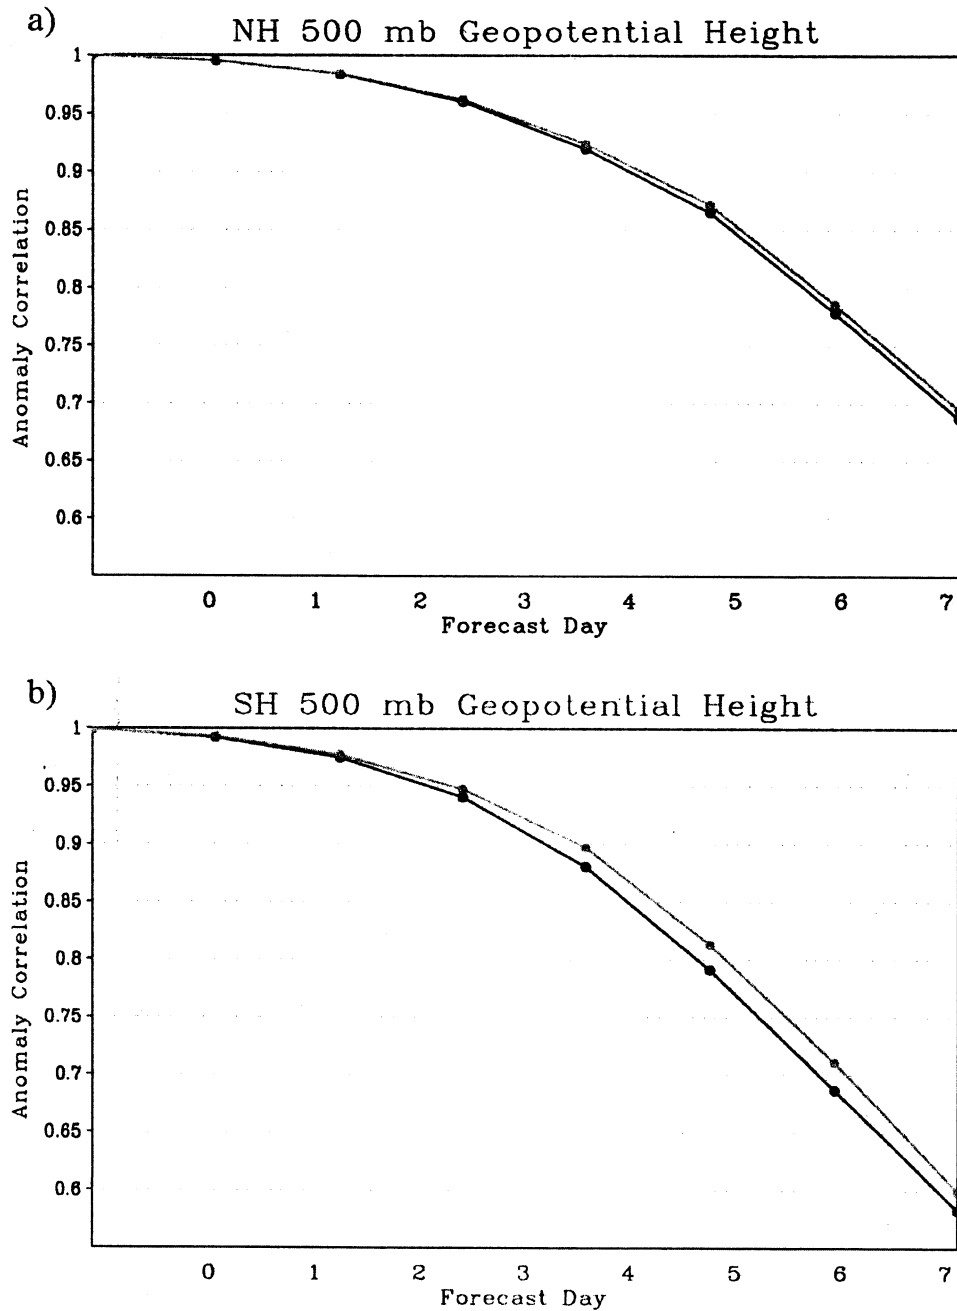 a)
NH 500 mb Geopotential Height
Anomaly Correlation
1
0.95
0.9
0.85
0.8
0.75
0.7
0.65
0.6
0 1 2 3 4 5 6 7
Forecast Day
b)
SH 500 mb Geopotential Height
Anomaly Correlation
1
0.95
0.9
0.85
0.8
0.75
0.7
0.65
0.6
0 1 2 3 4 5 6 7
Forecast Day